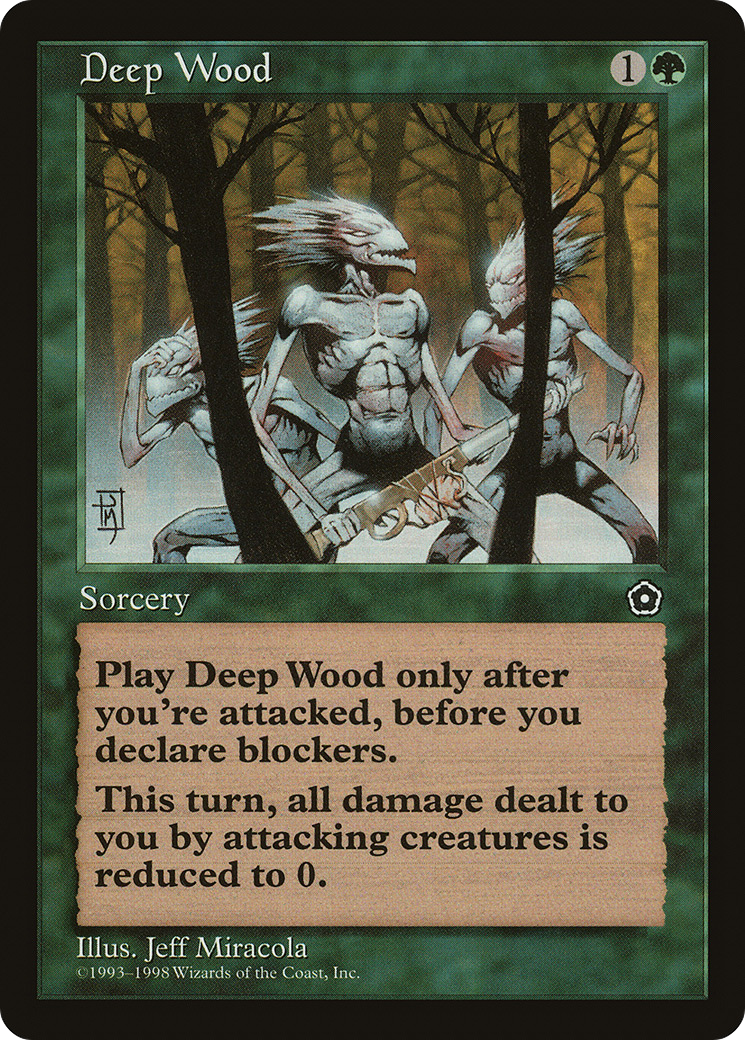 Deep Wood 1
Sorcery
Play Deep Wood only after
you're attacked, before you
declare blockers.
This turn, all damage dealt to
you by attacking creatures is
reduced to 0.
Illus. Jeff Miracola
©1993–1998 Wizards of the Coast, Inc.